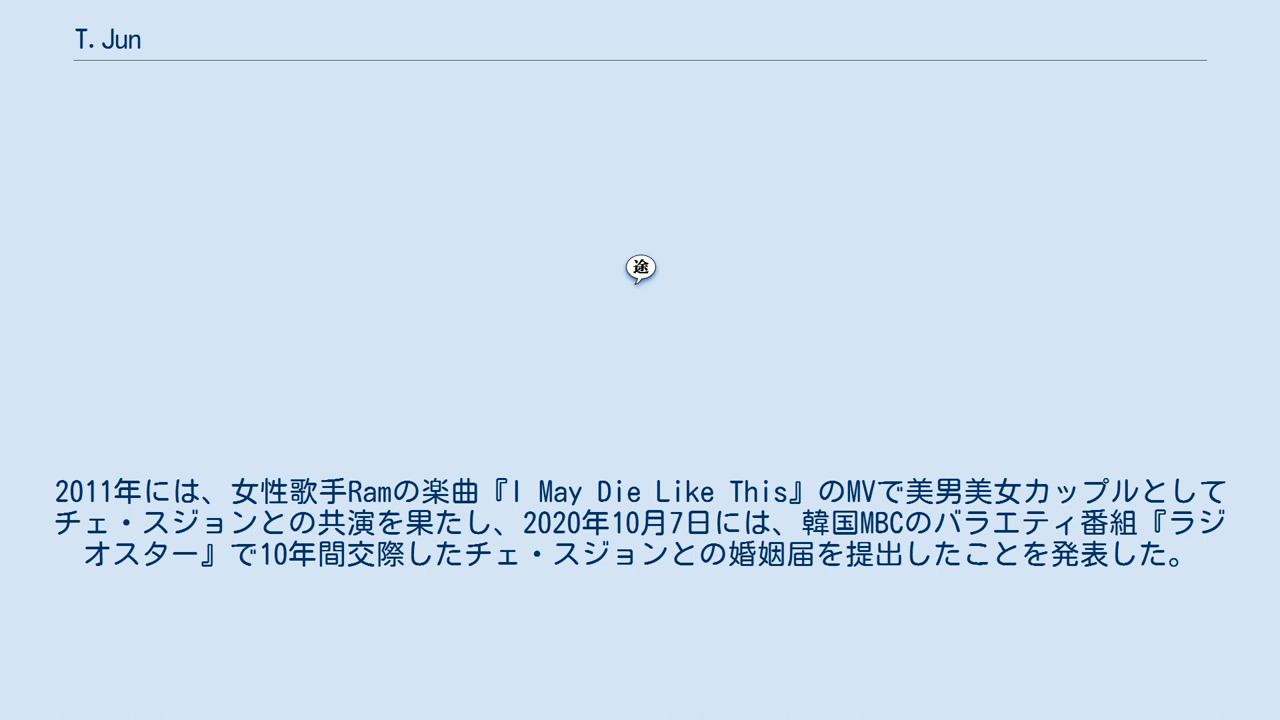 T. Jun
途
2011年には、女性歌手Ramの楽曲『I May Die Like This』のMVで美男美女カップルとして
チェ・スジョンとの共演を果たし、2020年10月7日には、韓国MBCのバラエティ番組『ラジ
オスター』で10年間交際したチェ・スジョンとの婚姻届を提出したことを発表した。